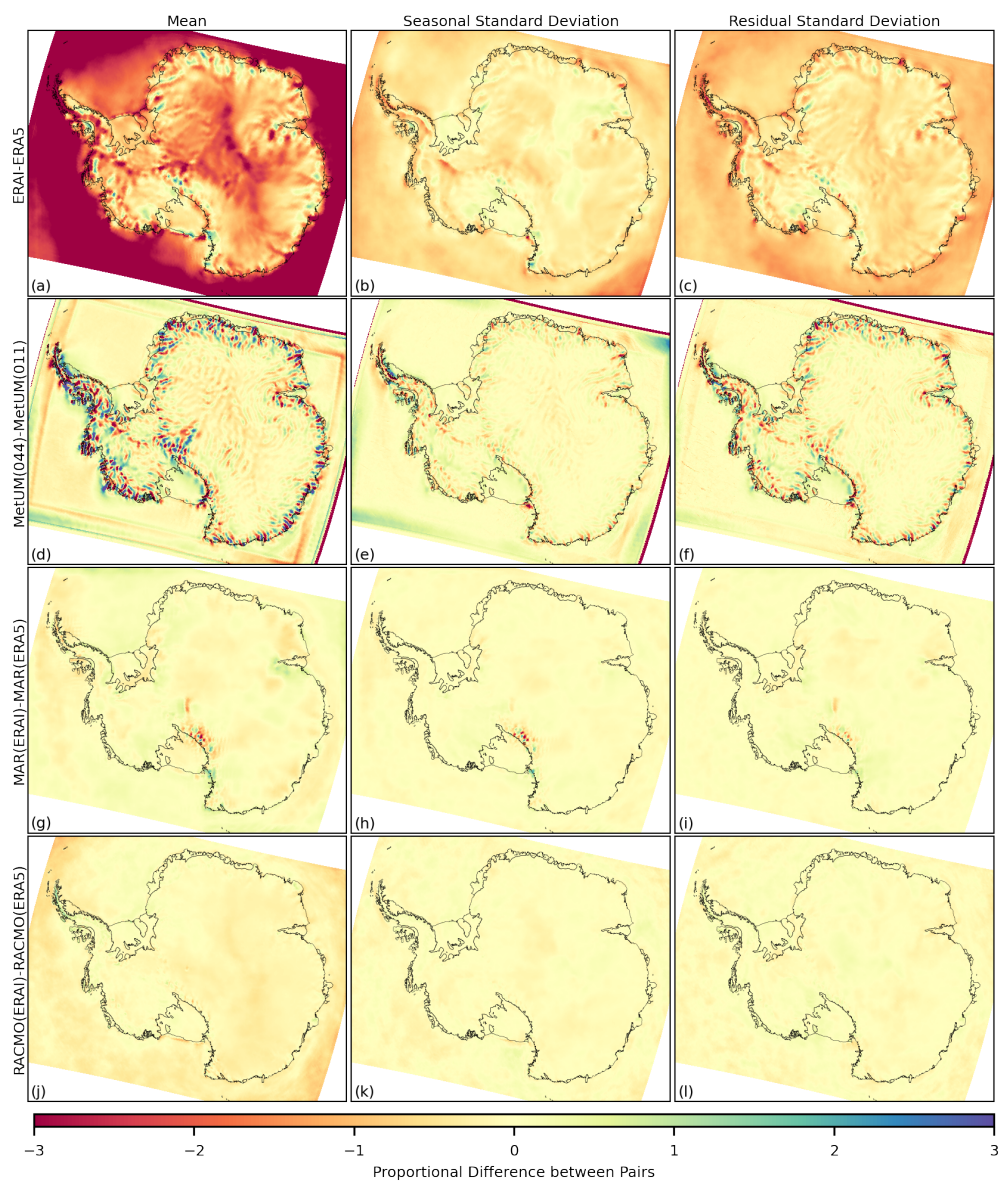 Mean
Seasonal Standard Deviation
Residual Standard Deviation
ERAI-ERA5
(a)
(b)
(c)
MetUM(044)-MetUM(011)
(d)
(e)
(f)
MAR(ERAI)-MAR(ERA5)
(g)
(h)
(i)
RACMO(ERAI)-RACMO(ERA5)
(j)
(k)
(l)
−3 −2 −1 0 1 2 3
Proportional Difference between Pairs